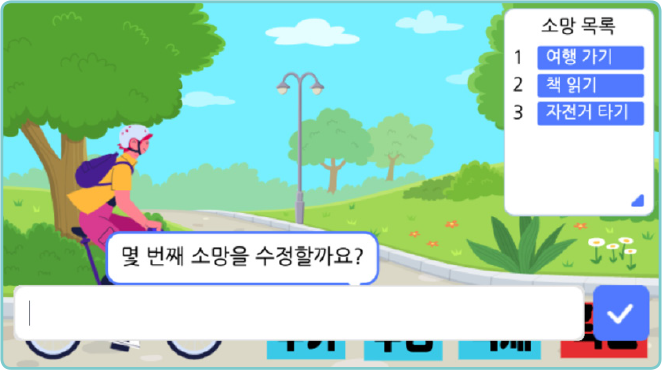 소망 목록
1 여행 가기
2 책 읽기
3 자전거 타기
몇 번째 소망을 수정할까요?